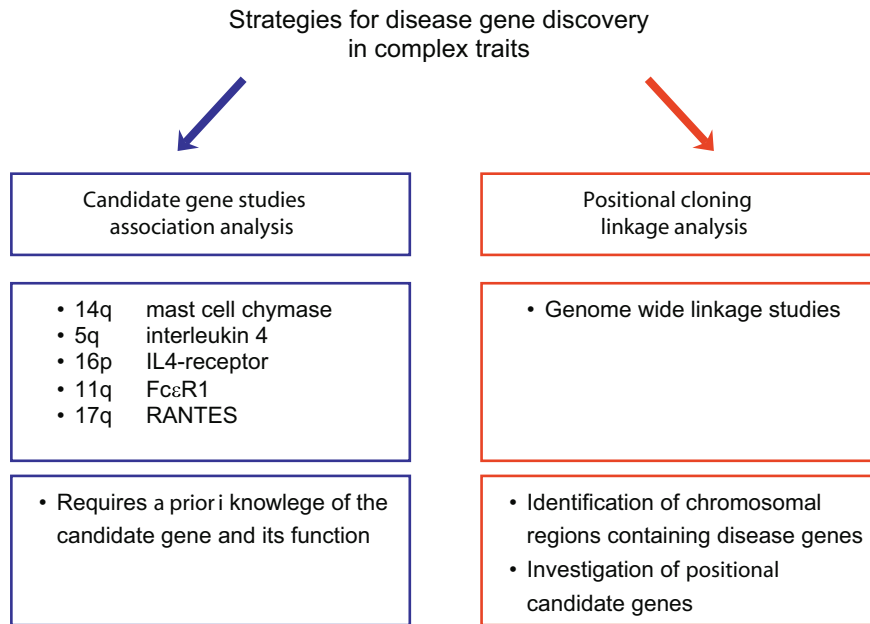 Strategies for disease gene discovery
in complex traits
Candidate gene studies
association analysis
• 14q mast cell chymase
• 5q interleukin 4
• 16p IL4-receptor
• 11q FcεR1
• 17q RANTES
• Requires a priori knowlege of the
candidate gene and its function
Positional cloning
linkage analysis
• Genome wide linkage studies
• Identification of chromosomal
regions containing disease genes
• Investigation of positional
candidate genes